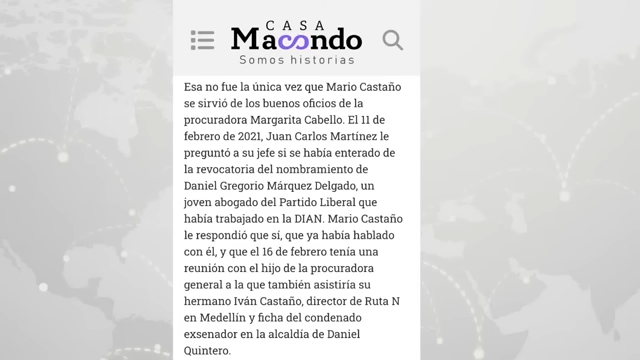 CASA
Macondo
Somos historias
Esa no fue la única vez que Mario Castaño
se sirvió de los buenos oficios de la
procuradora Margarita Cabello. El 11 de
febrero de 2021, Juan Carlos Martínez le
preguntó a su jefe si se había enterado de
la revocatoria del nombramiento de
Daniel Gregorio Márquez Delgado, un
joven abogado del Partido Liberal que
había trabajado en la DIAN. Mario Castaño
le respondió que sí, que ya había hablado
con él, y que el 16 de febrero tenía una
reunión con el hijo de la procuradora
general a la que también asistiría su
hermano Iván Castaño, director de Ruta N
en Medellín y ficha del condenado
exsenador en la alcaldía de Daniel
Quintero.